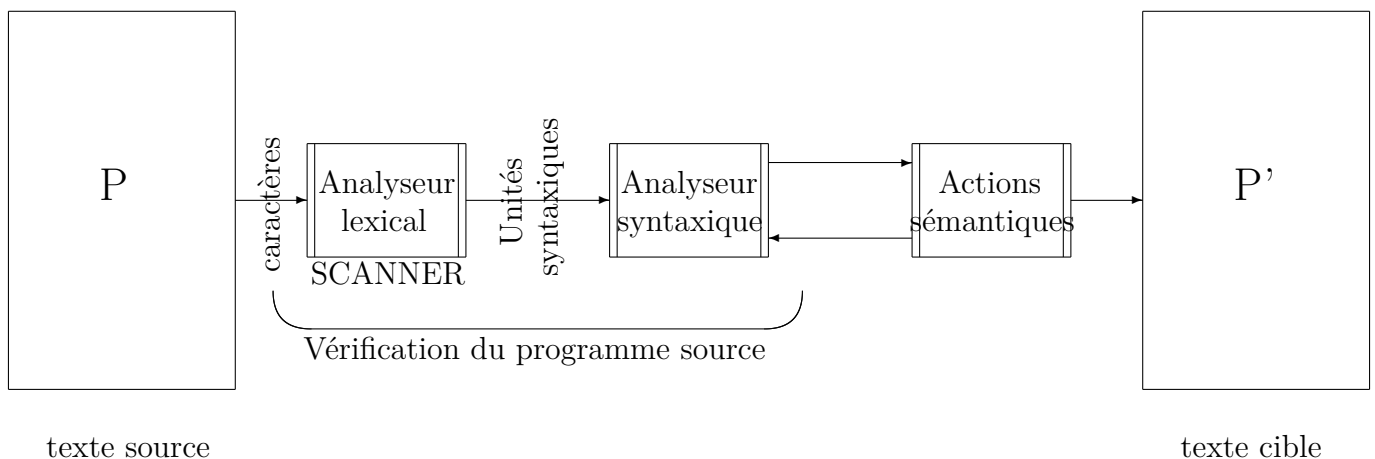 P
caractères
Analyseur
lexical
SCANNER
Unités
syntaxiques
Analyseur
syntaxique
Actions
sémantiques
P'
Vérification du programme source
texte source
texte cible